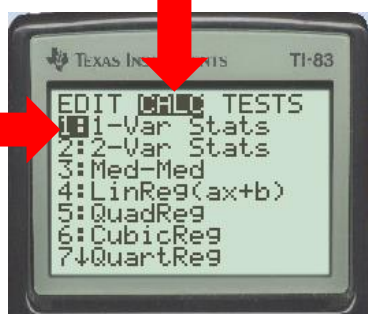 TEXAS INSTRUMENTS TI-83
EDIT CALC TESTS
1:1-Var Stats
2:2-Var Stats
3:Med-Med
4:LinReg(ax+b)
5:QuadReg
6:CubicReg
7↓QuartReg